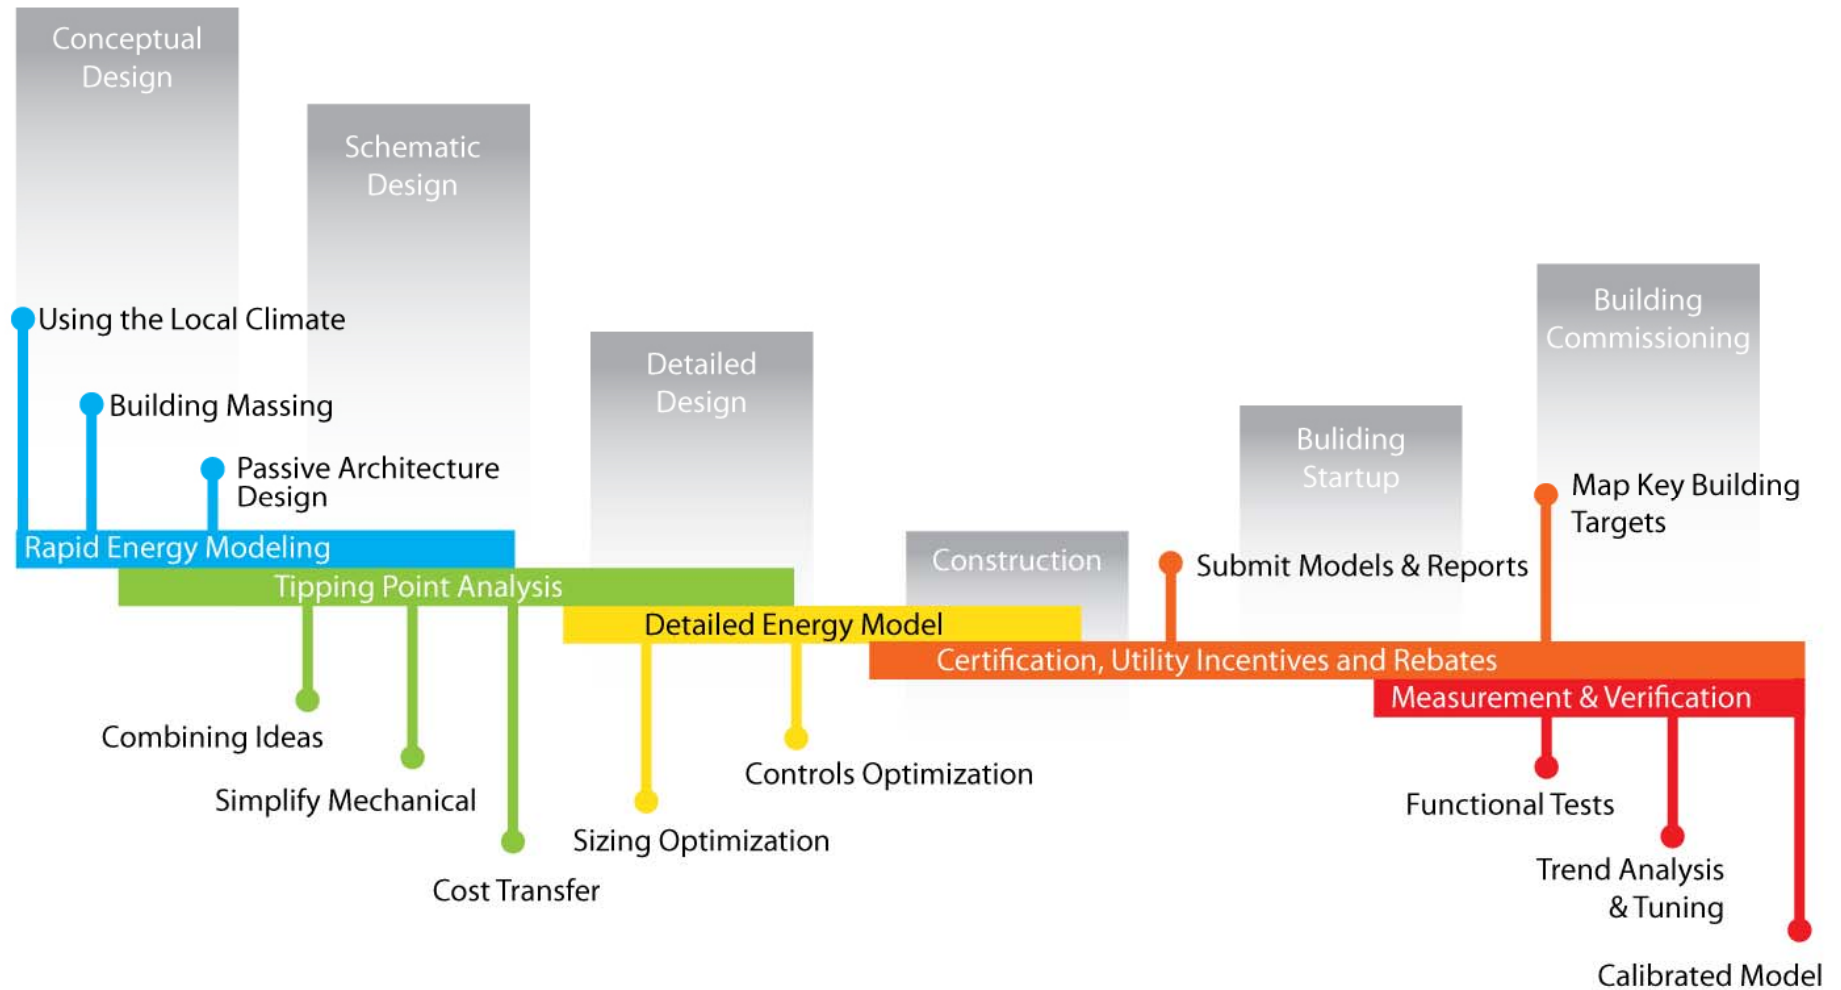 Conceptual
Design
Schematic
Design
Using the Local Climate
Building Massing
Passive Architecture
Design
Detailed
Design
Building
Commissioning
Buliding
Startup
Map Key Building
Targets
Construction
Submit Models & Reports
Rapid Energy Modeling
Tipping Point Analysis
Detailed Energy Model
Certification, Utility Incentives and Rebates
Measurement & Verification
Combining Ideas
Simplify Mechanical
Cost Transfer
Sizing Optimization
Controls Optimization
Functional Tests
Trend Analysis
& Tuning
Calibrated Model